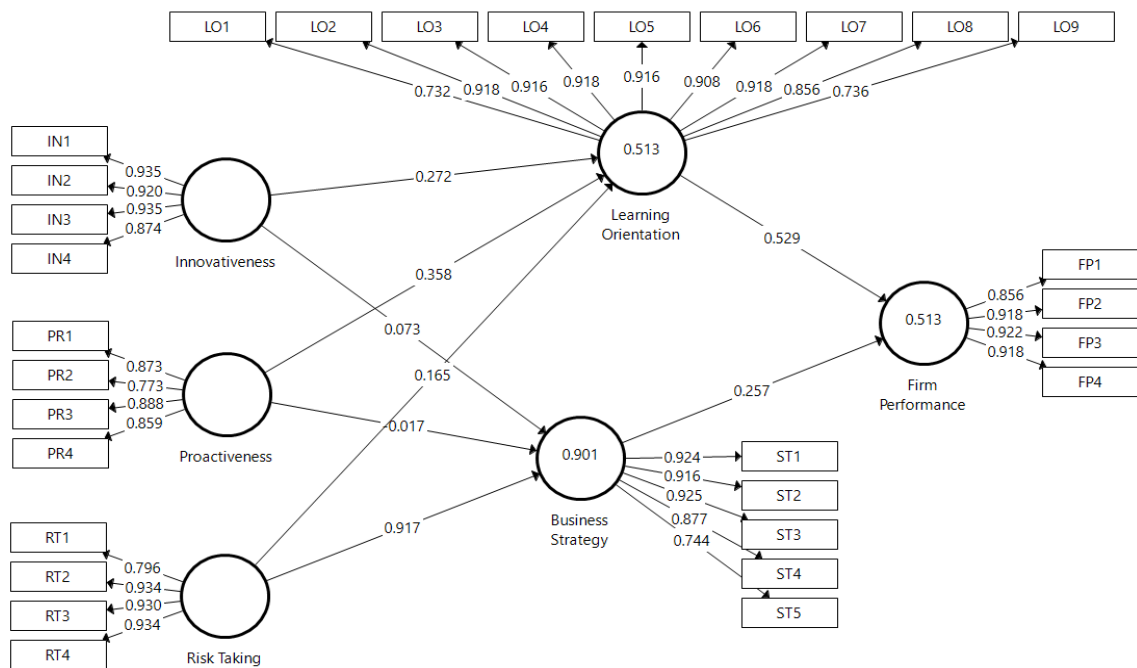 LO1
LO2
LO3
LO4
LO5
LO6
LO7
LO8
LO9
0.732
0.918
0.916
0.918
0.916
0.908
0.918
0.856
0.736
IN1
IN2
IN3
IN4
0.935
0.920
0.935
0.874
Innovativeness
0.272
0.513
Learning
Orientation
0.358
0.073
0.165
0.529
PR1
PR2
PR3
PR4
0.873
0.773
0.888
0.859
Proactiveness
-0.017
0.513
Firm
Performance
0.856
0.918
0.922
0.918
FP1
FP2
FP3
FP4
0.257
0.901
Business
Strategy
0.924
0.916
0.925
0.877
0.744
ST1
ST2
ST3
ST4
ST5
0.917
RT1
RT2
RT3
RT4
0.796
0.934
0.930
0.934
Risk Taking